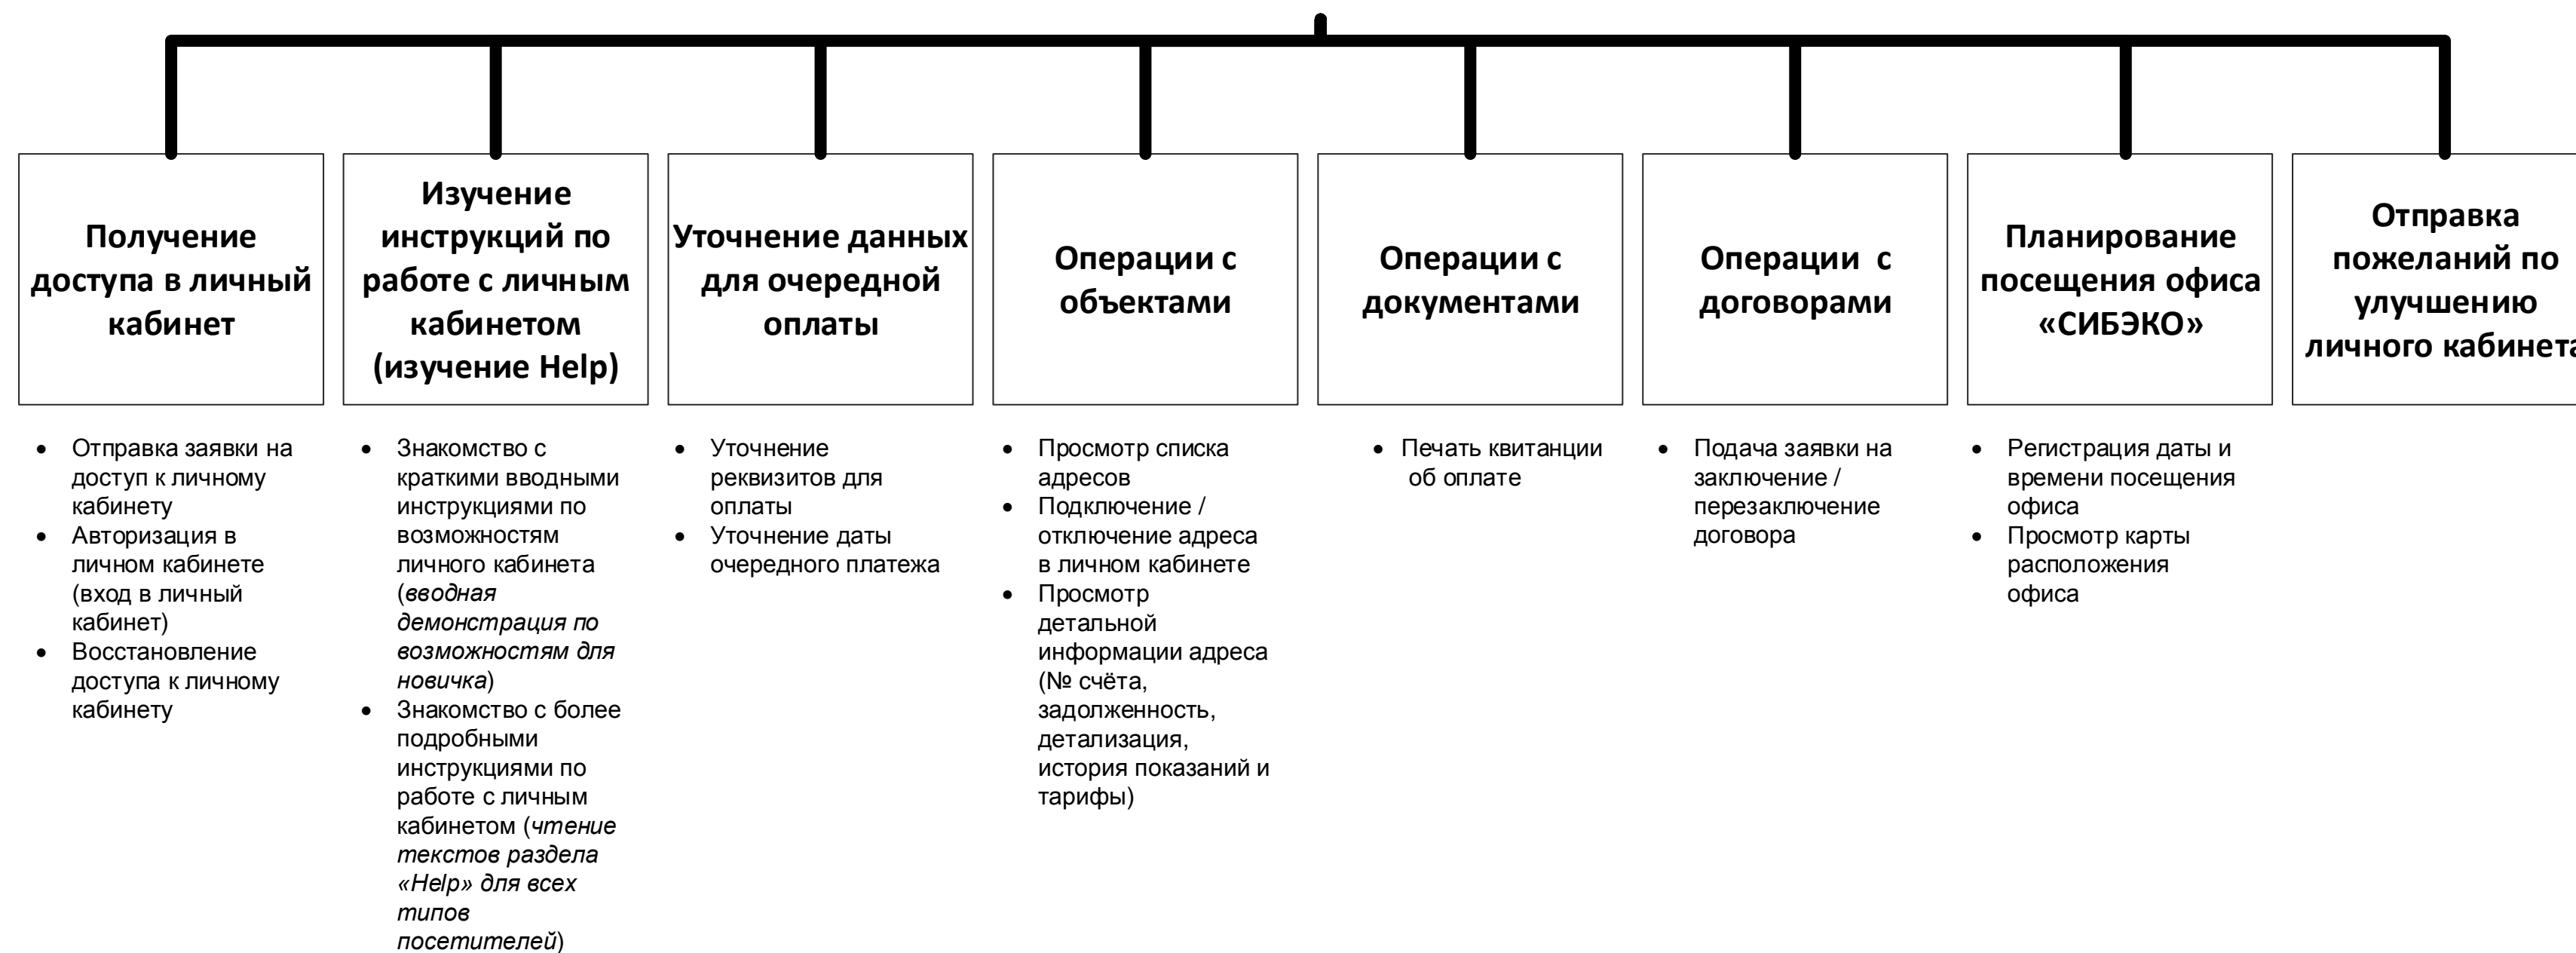 Получение
доступа в личный
кабинет
Изучение
инструкций по
работе с личным
кабинетом
(изучение Help)
Уточнение данных
для очередной
оплаты
Операции с
объектами
Операции с
документами
Операции  с
договорами
Планирование
посещения офиса
«СИБЭКО»
Отправка
пожеланий по
улучшению
личного кабинета
• Отправка заявки на
доступ к личному
кабинету
• Авторизация в
личном кабинете
(вход в личный
кабинет)
• Восстановление
доступа к личному
кабинету
• Знакомство с
краткими вводными
инструкциями по
возможностям
личного кабинета
(вводная
демонстрация по
возможностям для
новичка)
• Знакомство с более
подробными
инструкциями по
работе с личным
кабинетом (чтение
текстов раздела
«Help» для всех
типов
посетителей)
• Уточнение
реквизитов для
оплаты
• Уточнение даты
очередного платежа
• Просмотр списка
адресов
• Подключение /
отключение адреса
в личном кабинете
• Просмотр
детальной
информации адреса
(№ счёта,
задолженность,
детализация,
история показаний и
тарифы)
• Печать квитанции
об оплате
• Подача заявки на
заключение /
перезаключение
договора
• Регистрация даты и
времени посещения
офиса
• Просмотр карты
расположения
офиса